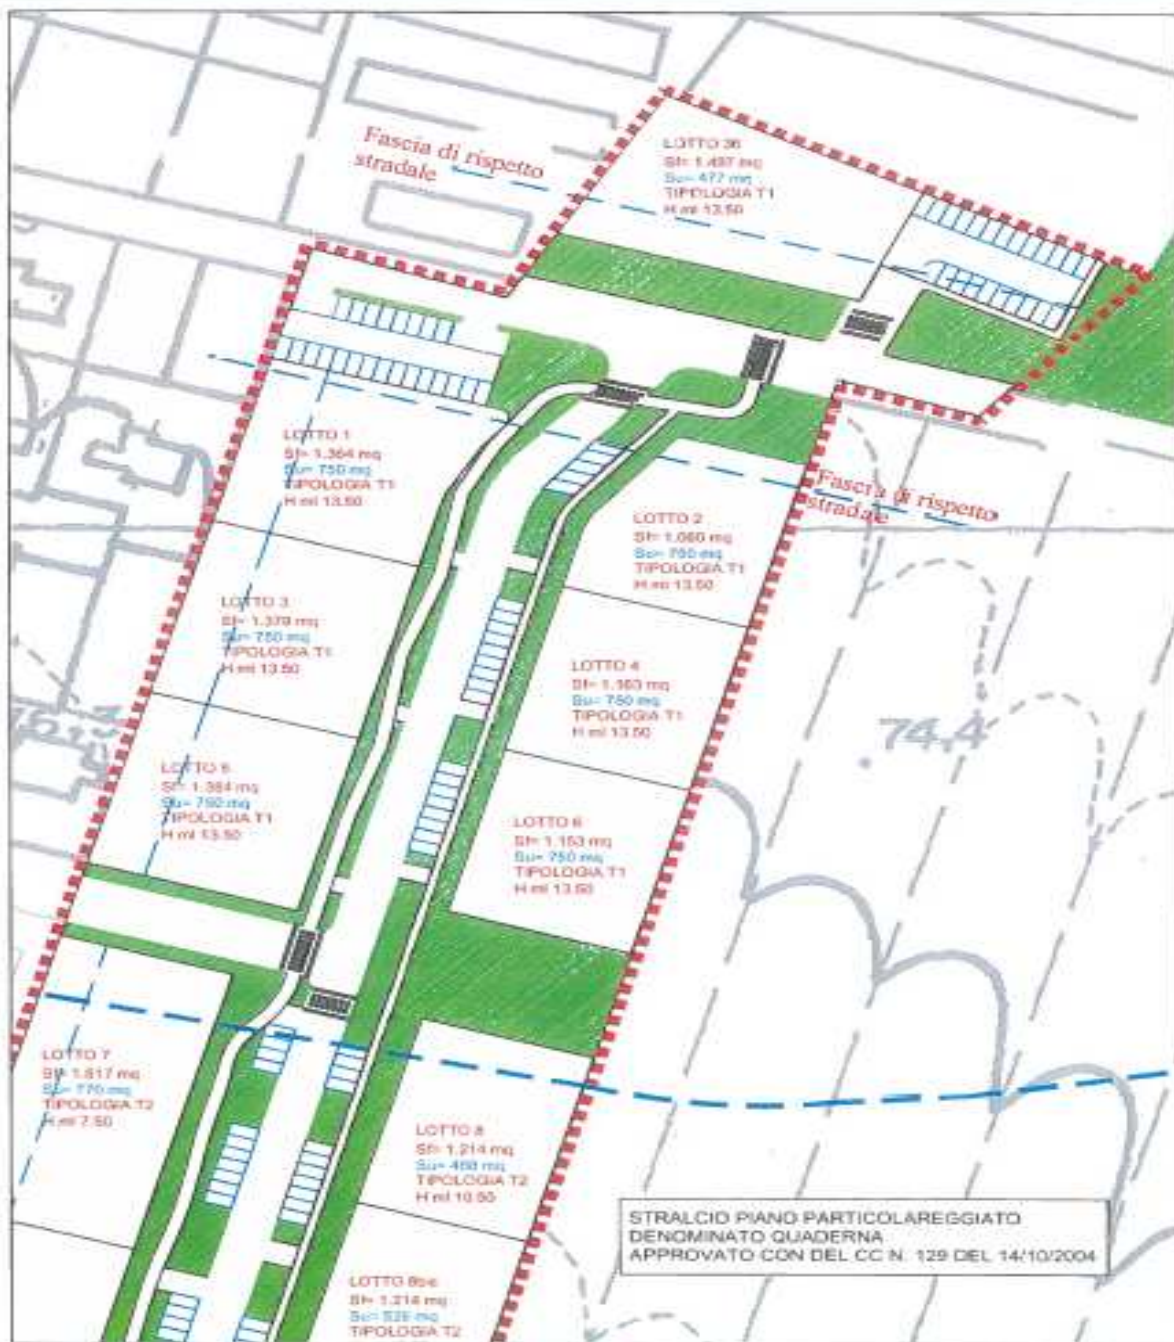 Fascia di rispetto
stradale
LOTTO 36
Sf= 1.497 mq
Su= 477 mq
TIPOLOGIA T1
H ml 13.50
LOTTO 1
Sf= 1.364 mq
Su= 750 mq
TIPOLOGIA T1
H ml 13.50
Fascia di rispetto
stradale
LOTTO 2
Sf= 1.060 mq
Su= 750 mq
TIPOLOGIA T1
H ml 13.50
LOTTO 3
Sf= 1.379 mq
Su= 750 mq
TIPOLOGIA T1
H ml 13.50
LOTTO 4
Sf= 1.163 mq
Su= 750 mq
TIPOLOGIA T1
H ml 13.50
74,4
LOTTO 5
Sf= 1.384 mq
Su= 750 mq
TIPOLOGIA T1
H ml 13.50
LOTTO 6
Sf= 1.153 mq
Su= 750 mq
TIPOLOGIA T1
H ml 13.50
LOTTO 7
Sf= 1.617 mq
Su= 770 mq
TIPOLOGIA T2
H ml 7.50
LOTTO 8
Sf= 1.214 mq
Su= 488 mq
TIPOLOGIA T2
H ml 10.50
LOTTO 8bis
Sf= 1.214 mq
Su= mq
TIPOLOGIA T2
STRALCIO PIANO PARTICOLAREGGIATO
DENOMINATO QUADERNA
APPROVATO CON DEL CC N. 129 DEL 14/10/2004